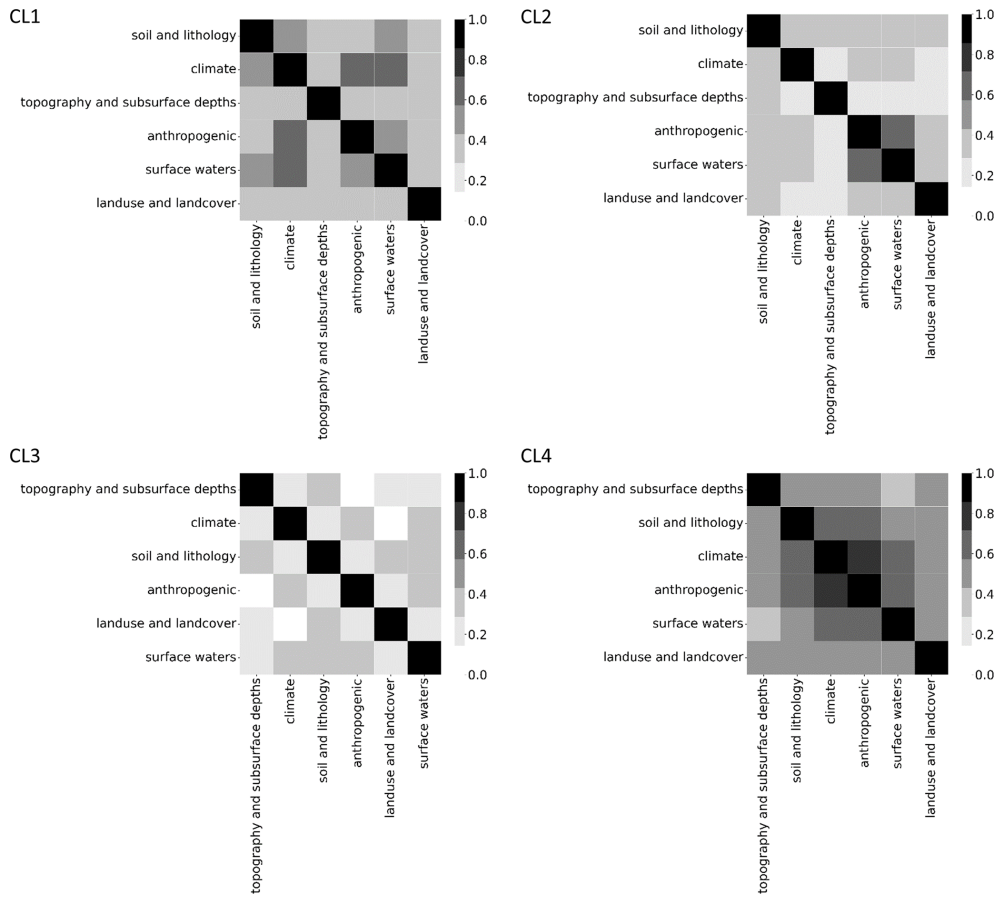 CL1
soil and lithology
climate
topography and subsurface depths
anthropogenic
surface waters
landuse and landcover
soil and lithology
climate
topography and subsurface depths
anthropogenic
surface waters
landuse and landcover
1.0
0.8
0.6
0.4
0.2
0.0
CL2
soil and lithology
climate
topography and subsurface depths
anthropogenic
surface waters
landuse and landcover
soil and lithology
climate
topography and subsurface depths
anthropogenic
surface waters
landuse and landcover
1.0
0.8
0.6
0.4
0.2
0.0
CL3
topography and subsurface depths
climate
soil and lithology
anthropogenic
landuse and landcover
surface waters
topography and subsurface depths
climate
soil and lithology
anthropogenic
landuse and landcover
surface waters
1.0
0.8
0.6
0.4
0.2
0.0
CL4
topography and subsurface depths
soil and lithology
climate
anthropogenic
surface waters
landuse and landcover
topography and subsurface depths
soil and lithology
climate
anthropogenic
surface waters
landuse and landcover
1.0
0.8
0.6
0.4
0.2
0.0